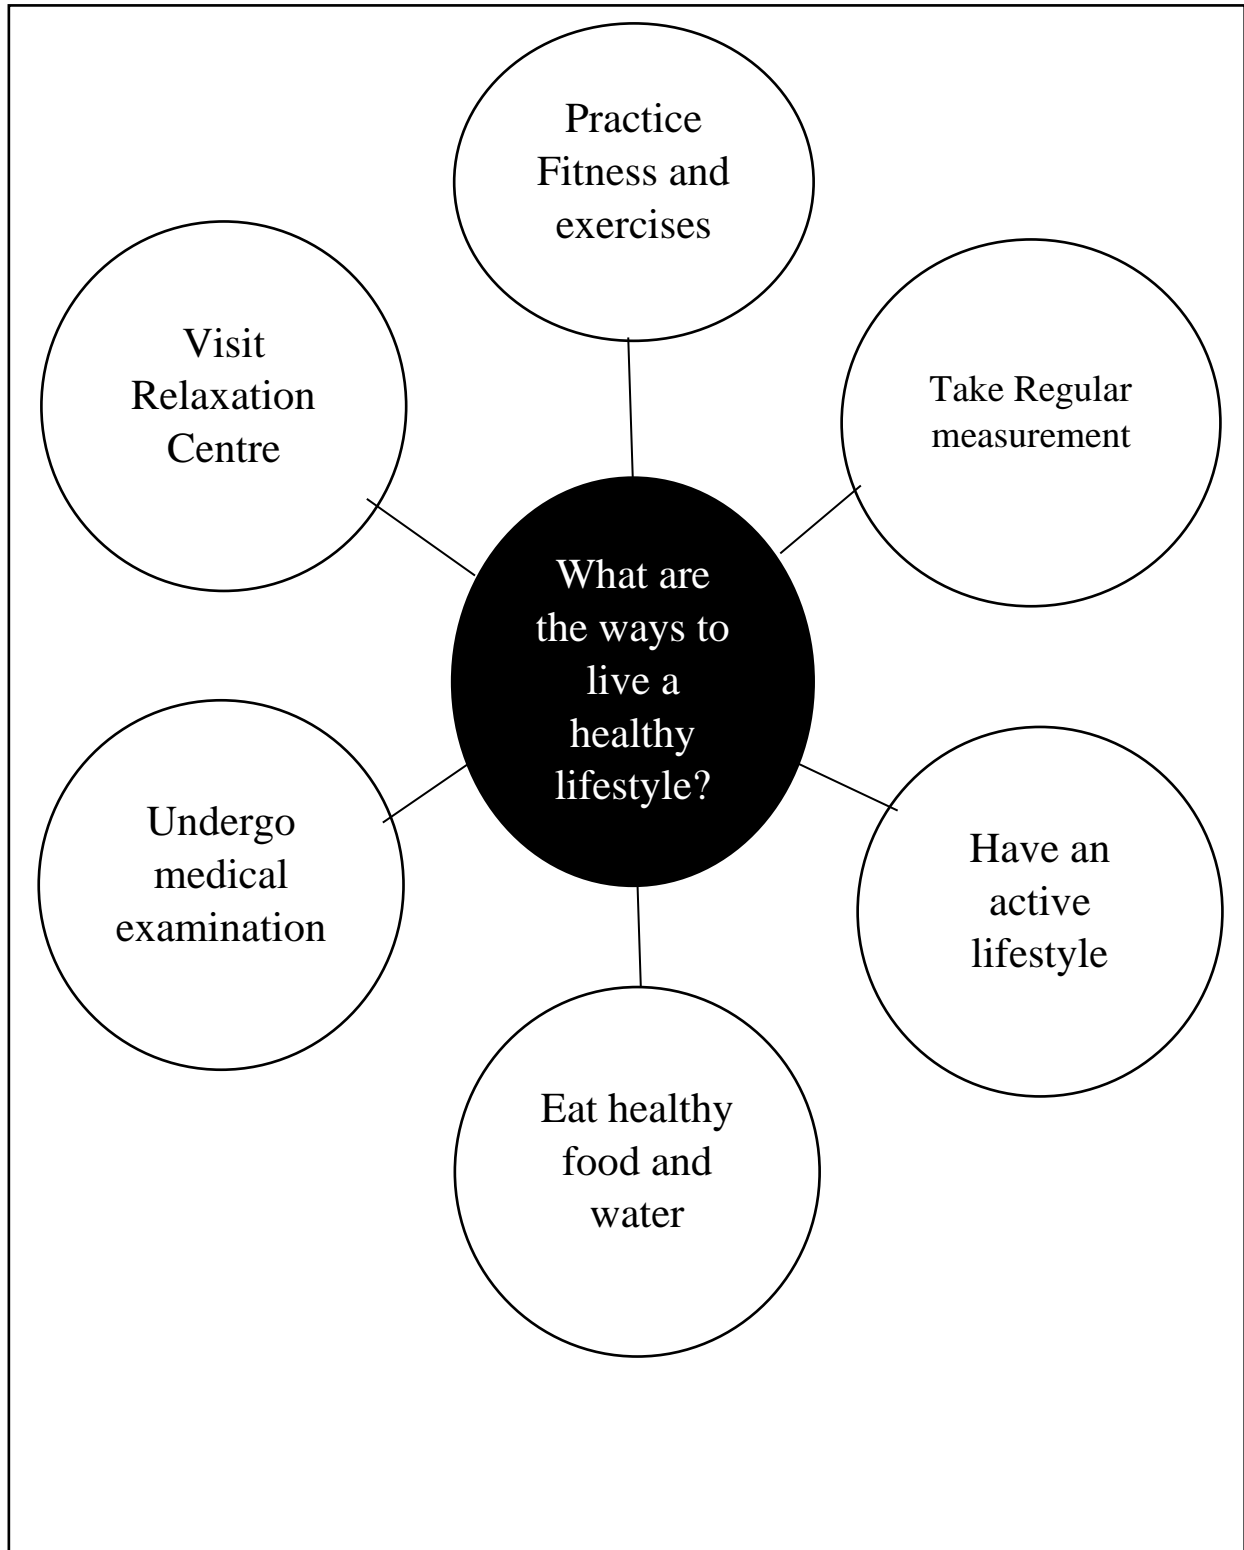 Practice
Fitness and
exercises
Visit
Relaxation
Centre
Take Regular
measurement
What are
the ways to
live a
healthy
lifestyle?
Undergo
medical
examination
Have an
active
lifestyle
Eat healthy
food and
water